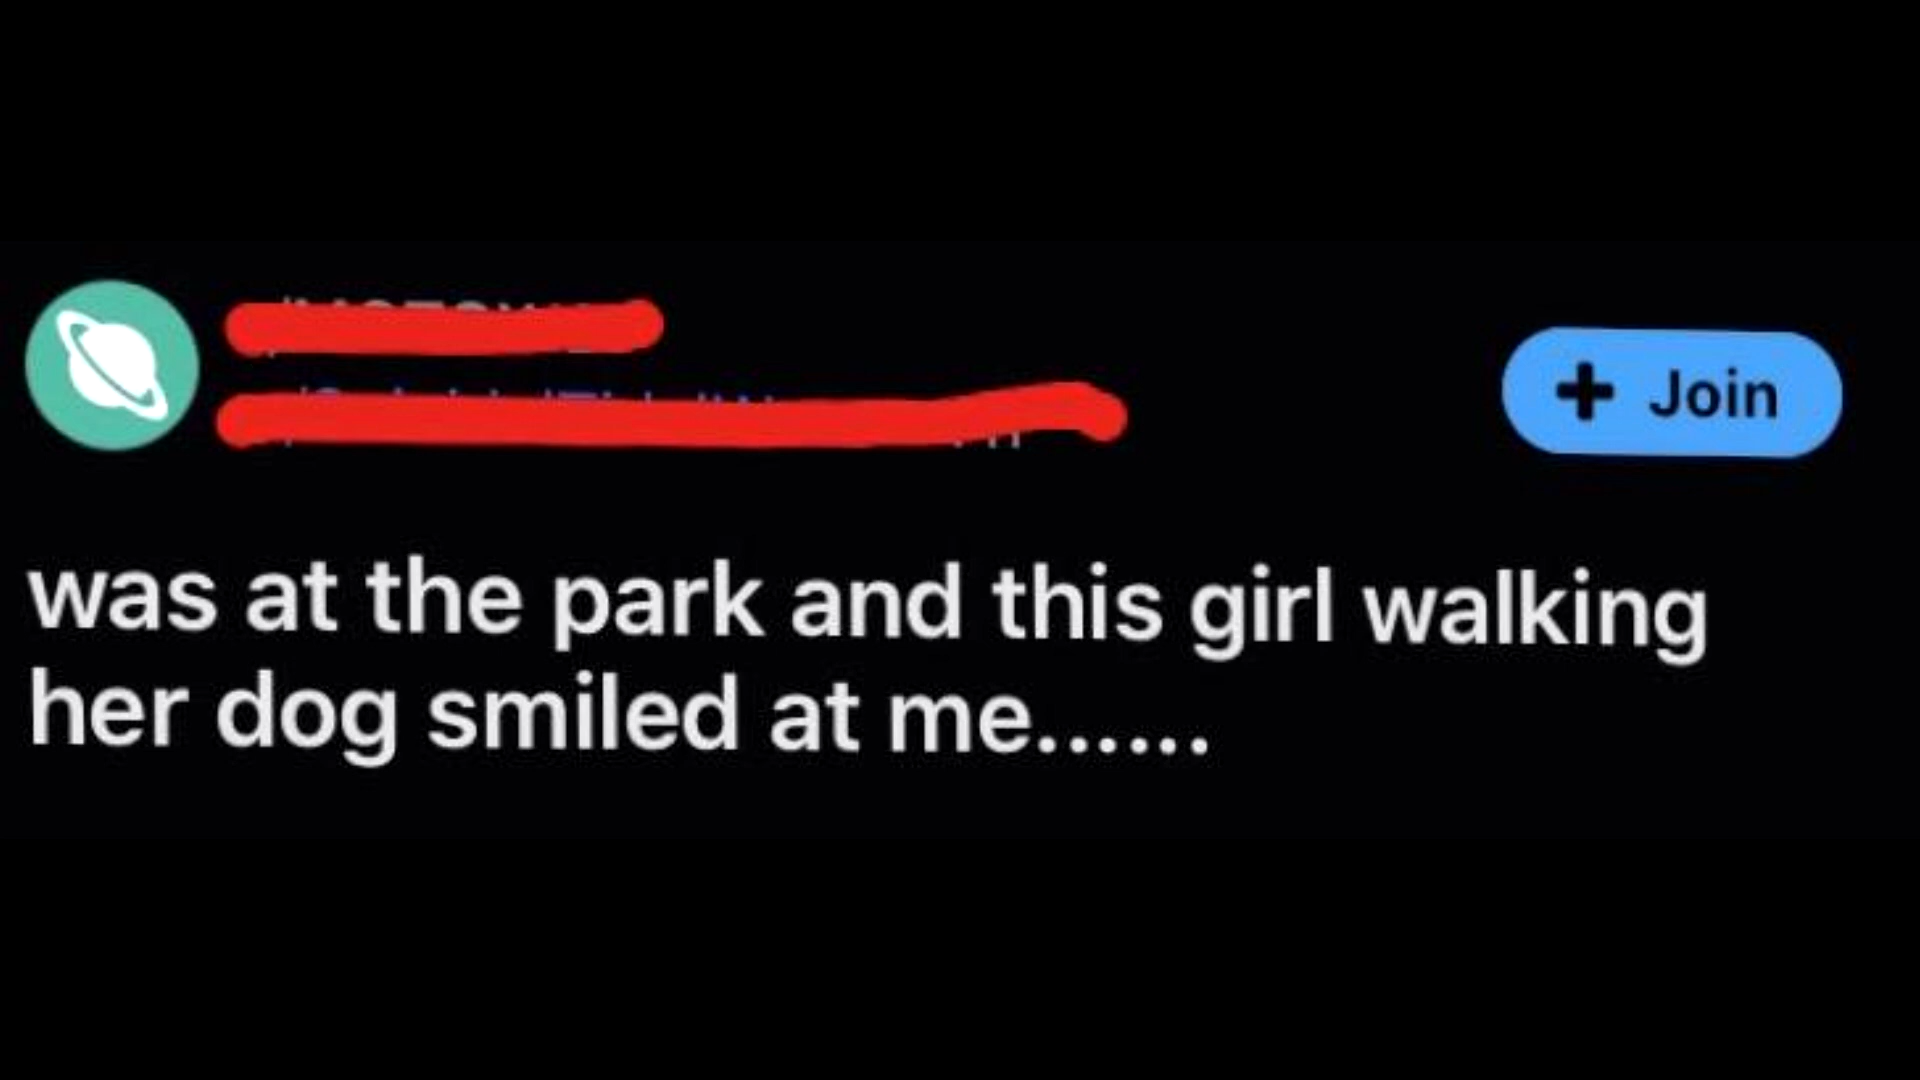 Join
was at the park and this girl walking
her dog smiled at me......